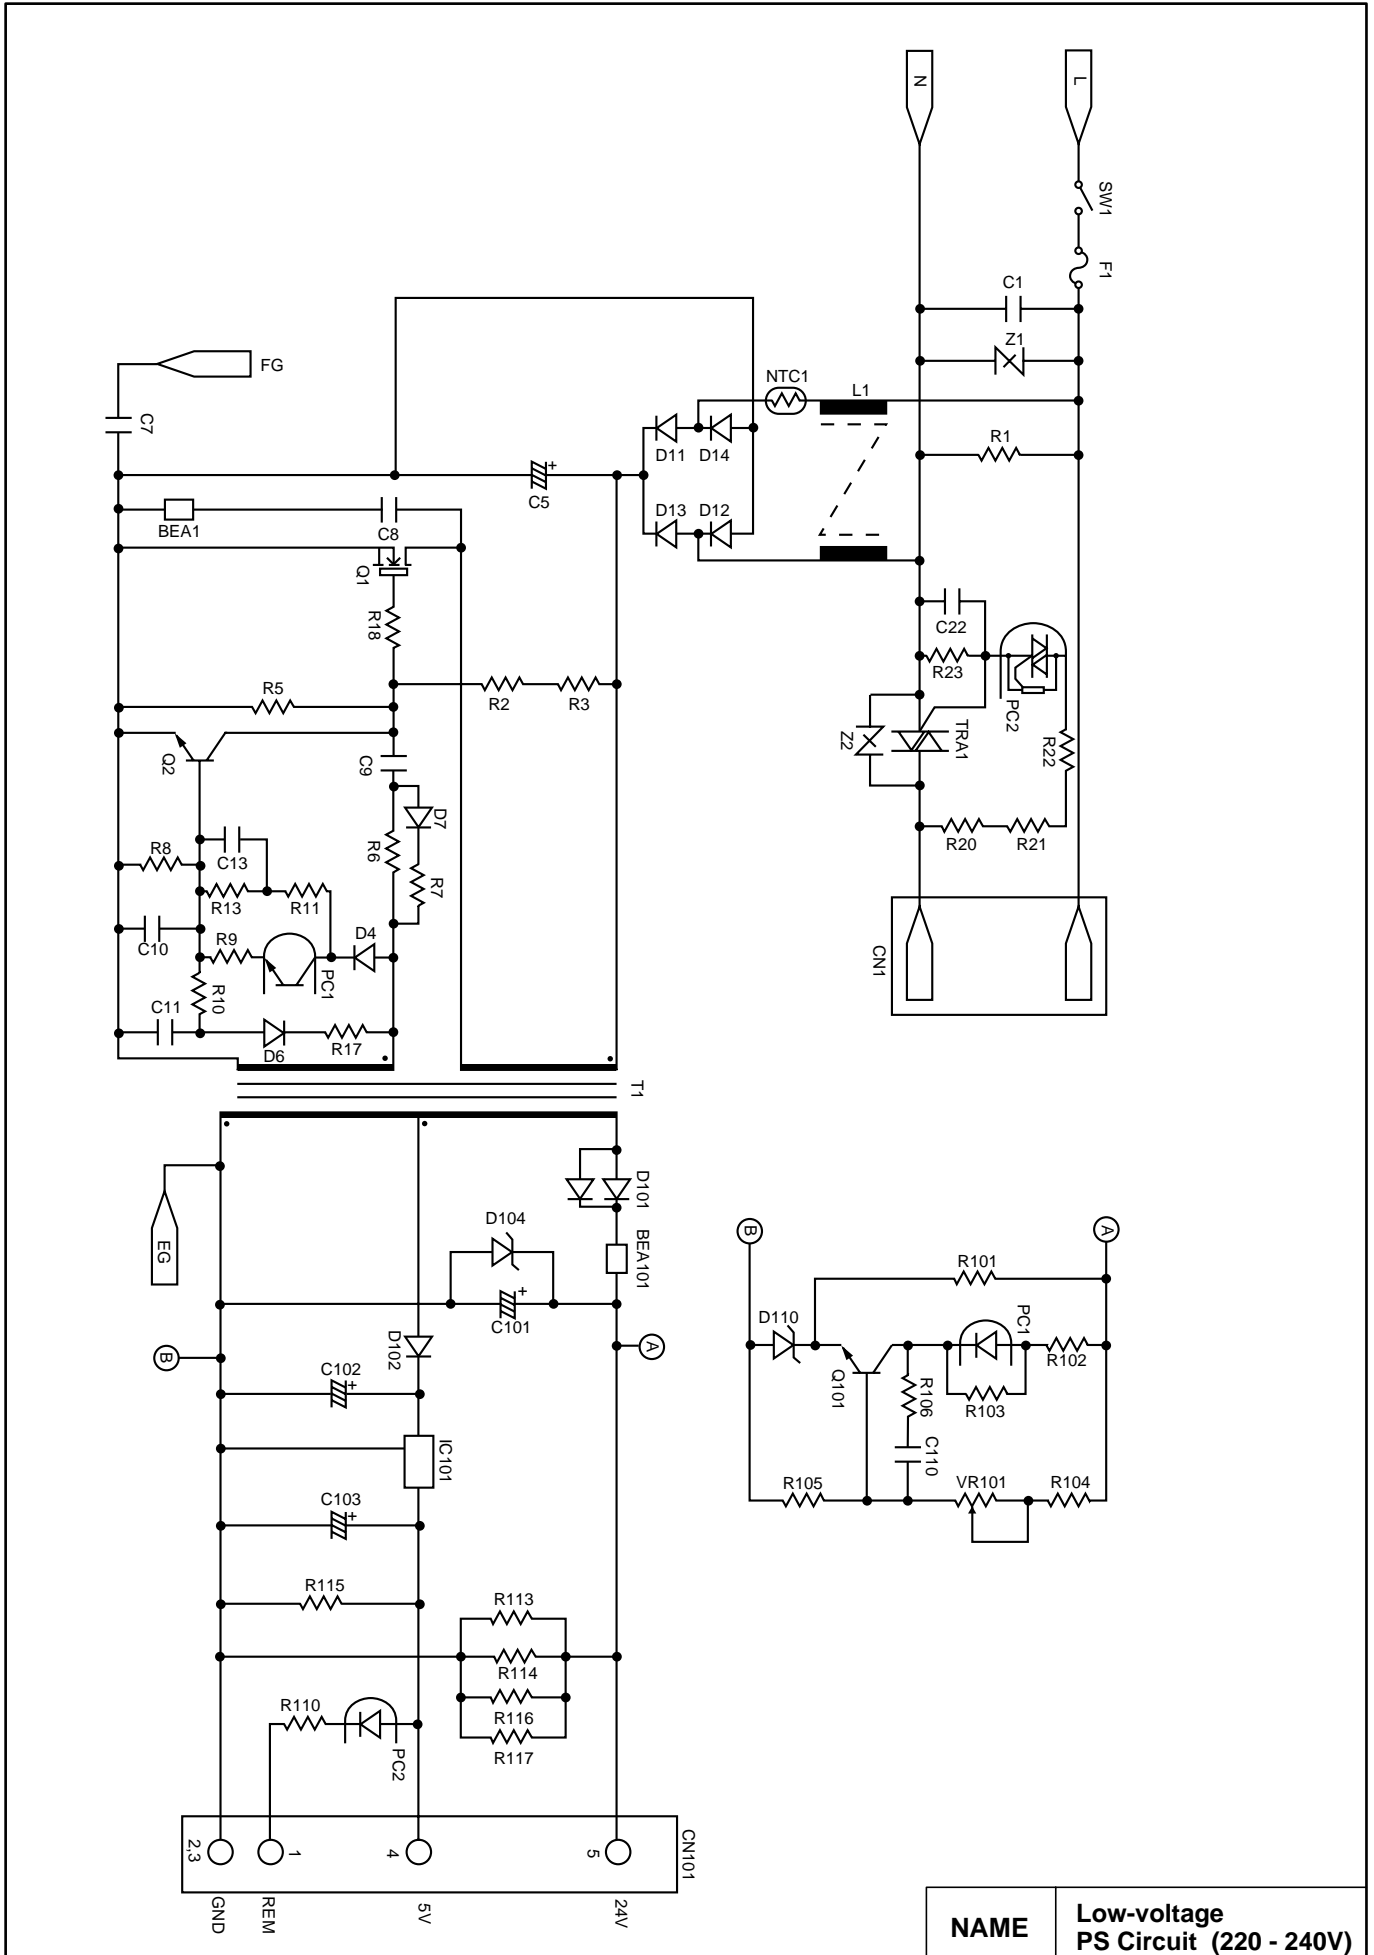 N
L
SW1
F1
C1
Z1
FG
NTC1
L1
C7
R1
D11
D14
C5
D13
D12
BEA1
C8
Q1
R18
C22
R23
PC2
R5
R2
R3
Q2
C9
Z2
TRA1
R22
D7
R6
R7
R8
C13
R20
R21
R13
R11
C10
R9
D4
PC1
R10
CN1
C11
D6
R17
T1
D101
D104
BEA101
EG
C101
B
A
R101
D110
PC1
R102
Q101
R106
R103
C110
R105
VR101
R104
B
A
D102
C102
IC101
C103
R115
R113
R114
R116
R117
R110
PC2
CN101
2,3
1
4
5
GND
REM
5V
24V
NAME
Low-voltage
PS Circuit (220 - 240V)